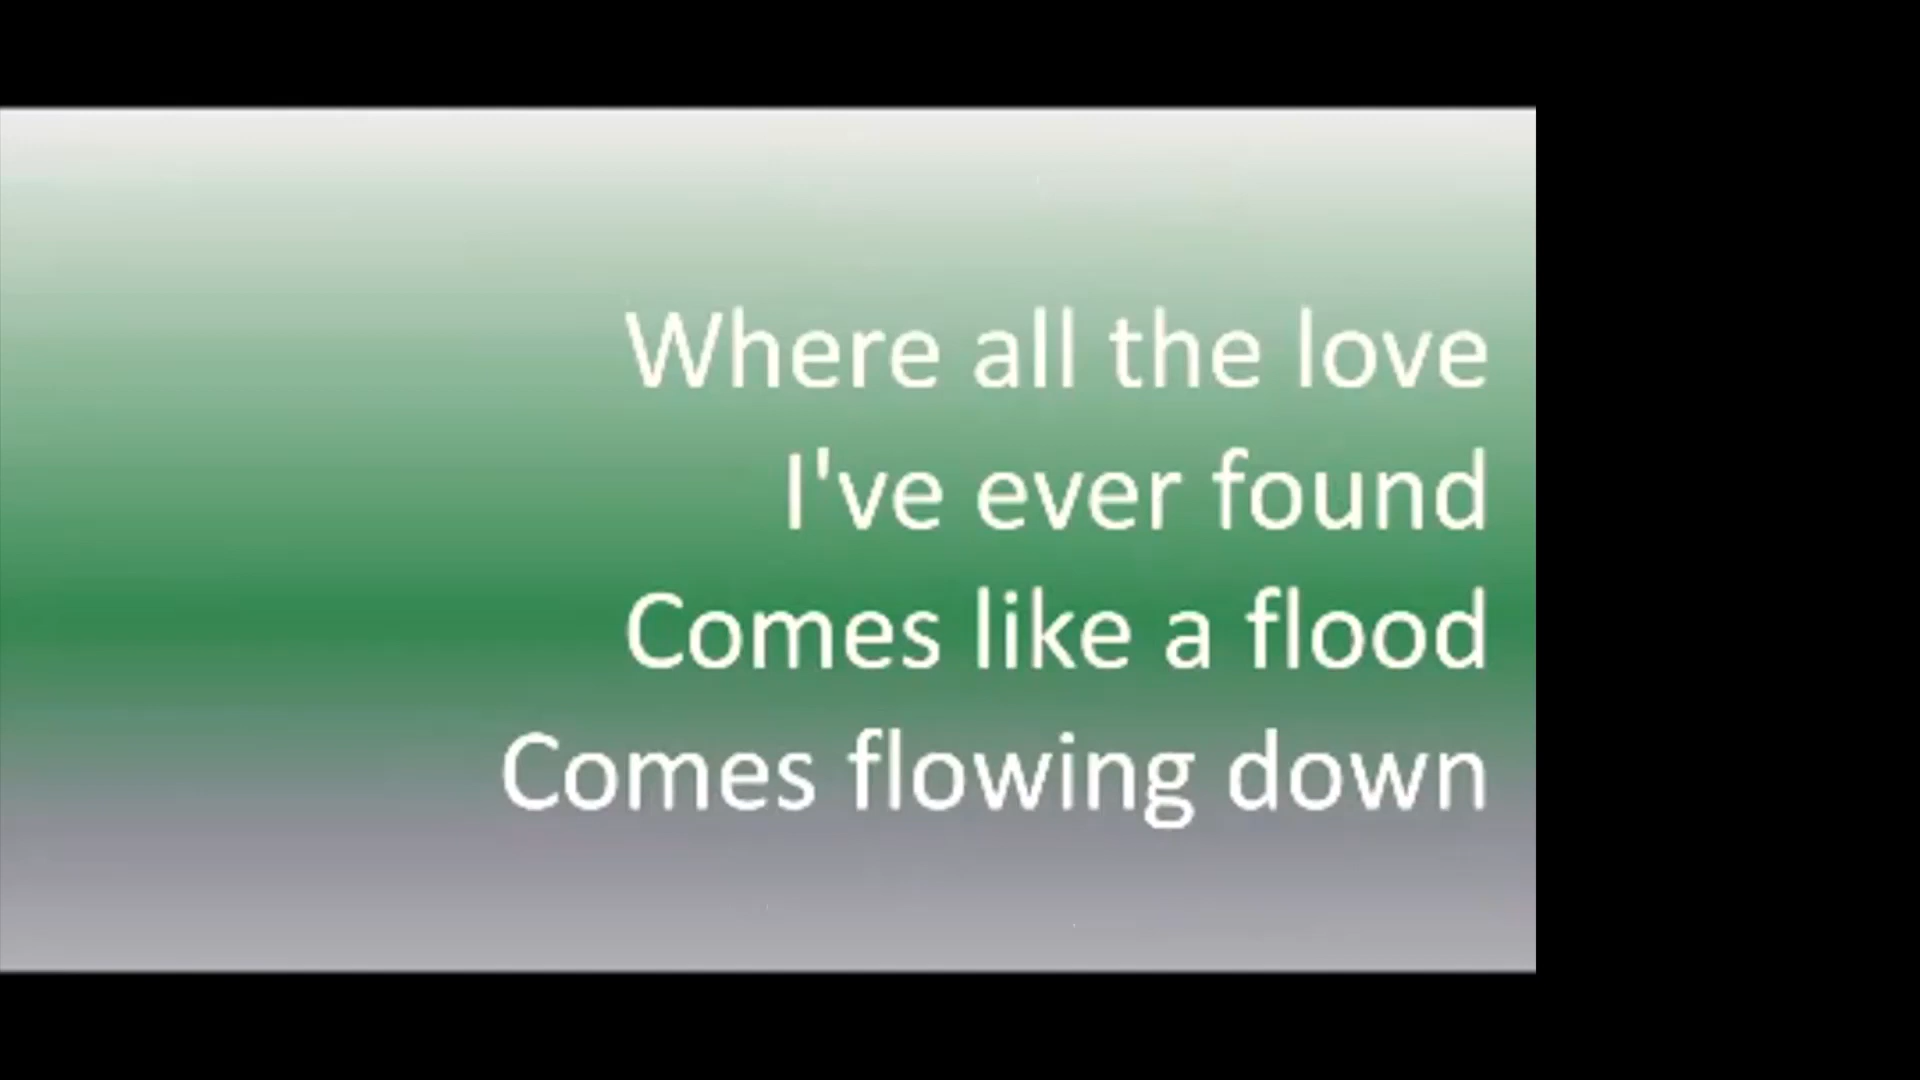 Where all the love
I've ever found
Comes like a flood
Comes flowing down